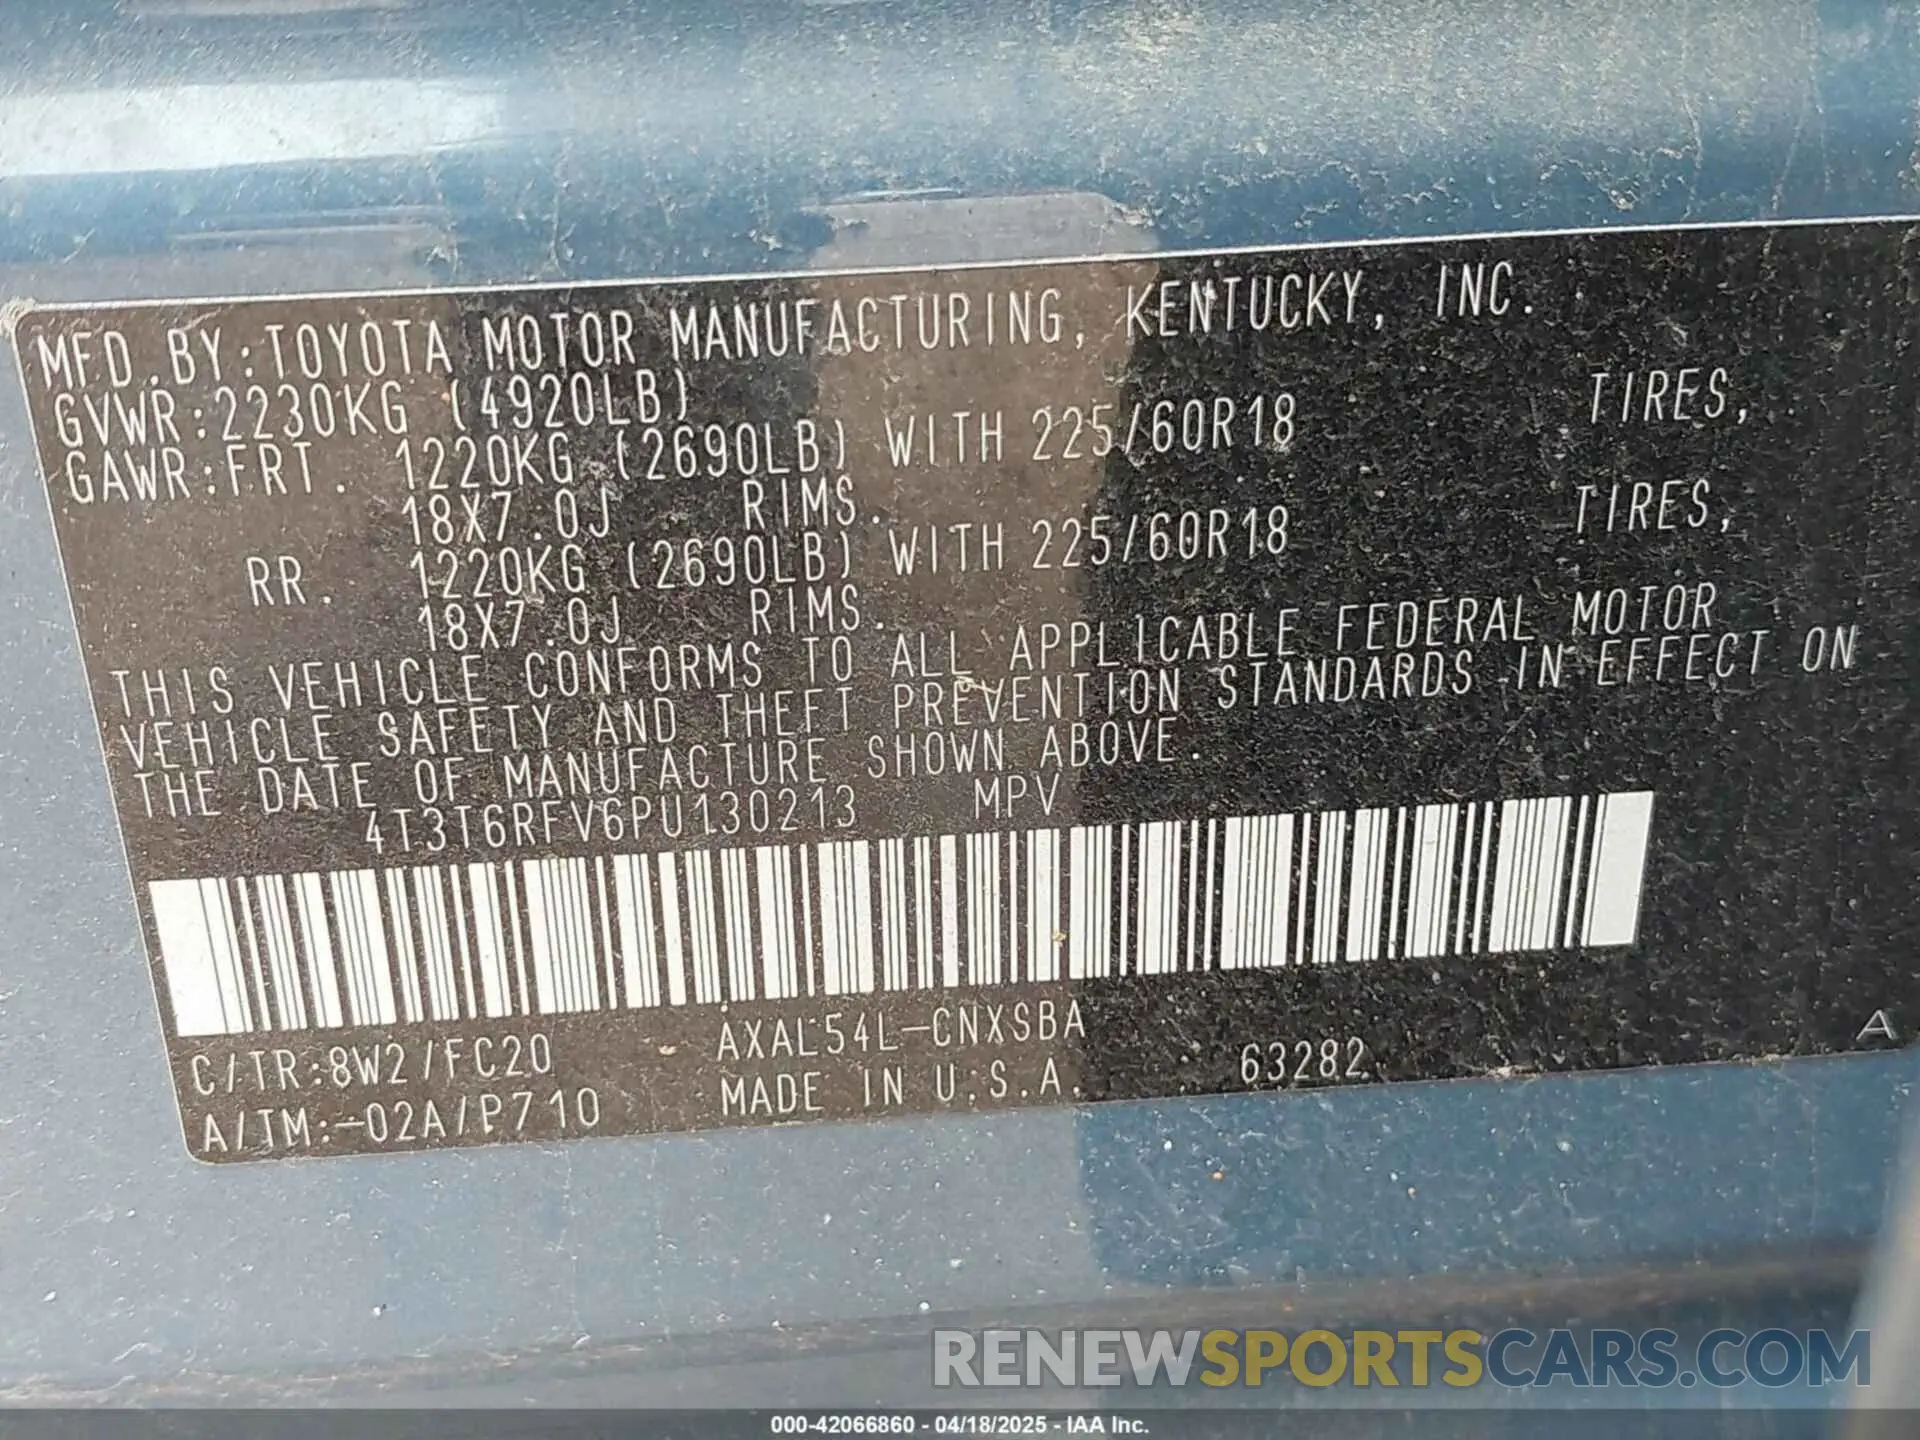 MFD. BY:TOYOTA MOTOR MANUFACTURING, KENTUCKY, INC.
GVWR:2230KG (4920LB)
GAWR:FRT. 1220KG (2690LB) WITH 225/60R18 TIRES,
18X7.0J RIMS.
RR. 1220KG (2690LB) WITH 225/60R18 TIRES,
18X7.0J RIMS.
THIS VEHICLE CONFORMS TO ALL APPLICABLE FEDERAL MOTOR
VEHICLE SAFETY AND THEFT PREVENTION STANDARDS IN EFFECT ON
THE DATE OF MANUFACTURE SHOWN ABOVE.
4T3T6RFV6PU130213 MPV
C/TR:8W2/FC20 AXAL54L-CNXSBA
A/TM:-02A/P710 MADE IN U.S.A. 63282 A
RENEWSPORTSCARS.COM
000-42066860 - 04/18/2025 - IAA Inc.